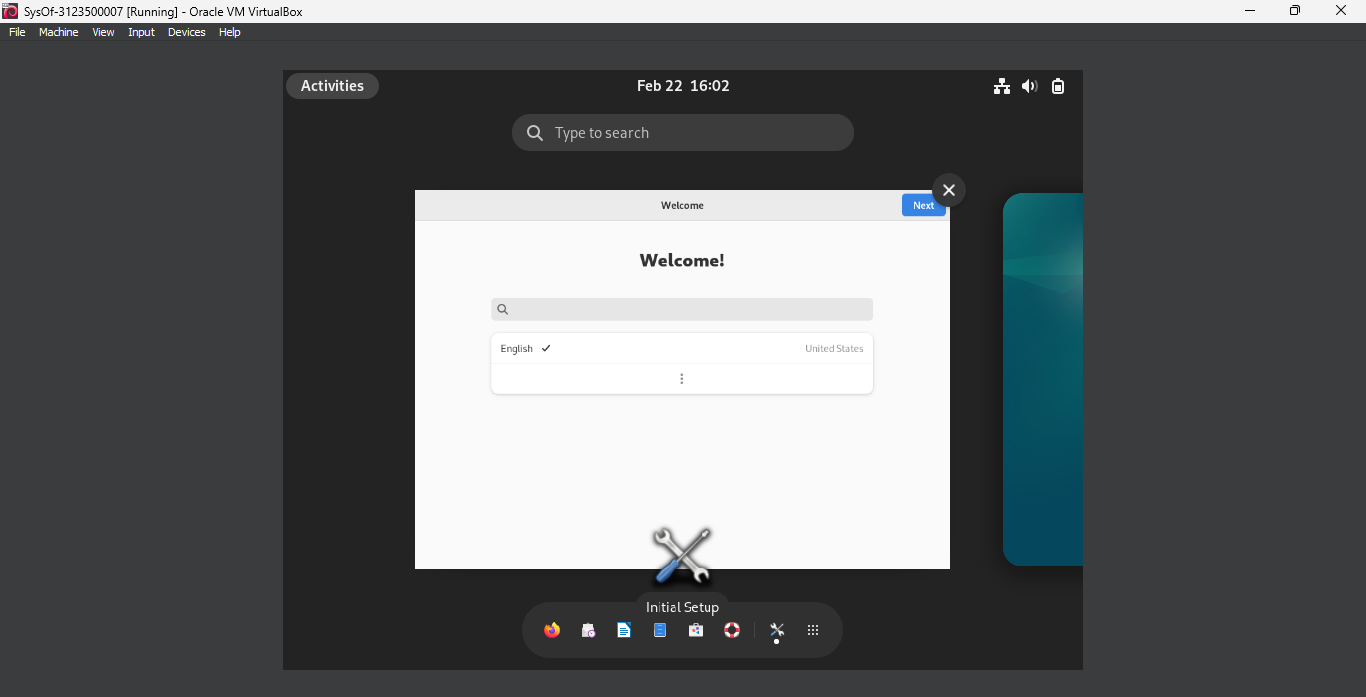 SysOf-3123500007 [Running] - Oracle VM VirtualBox
File Machine View Input Devices Help
Activities
Feb 22 16:02
Type to search
Welcome
Next
Welcome!
English
United States
Initial Setup